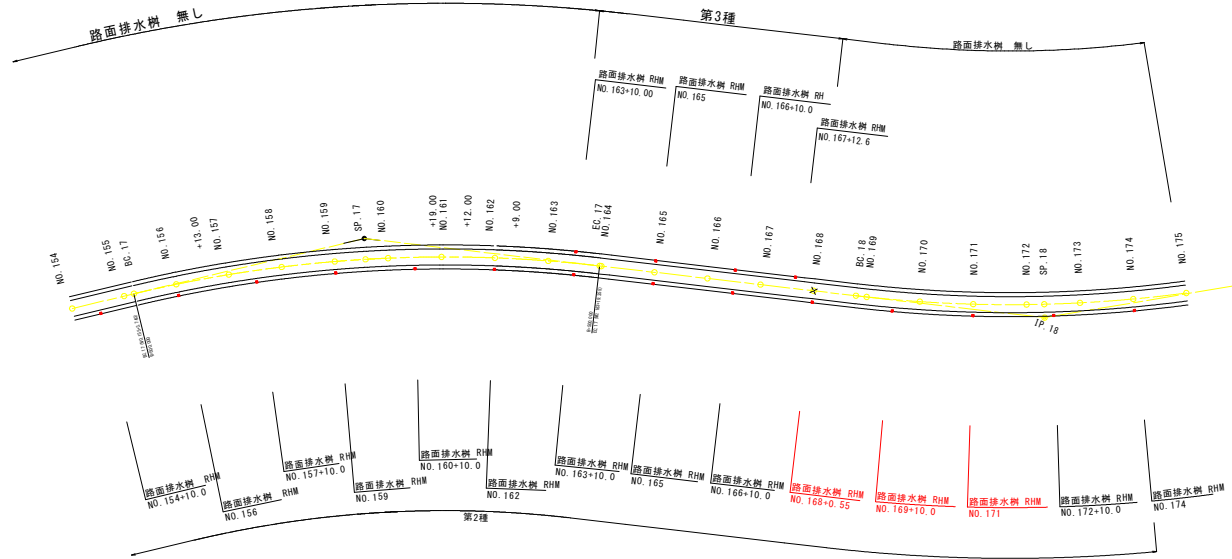 路面排水桝　無し
第3種
路面排水桝　無し
路面排水桝 RHM
NO.163+10.00
路面排水桝 RHM
NO.165
路面排水桝 RH
NO.166+10.0
路面排水桝 RHM
NO.167+12.6
NO.154
NO.155
BC.17
NO.156
+13.00
NO.157
NO.158
NO.159
SP.17
NO.160
+19.00
NO.161
+12.00
NO.162
+9.00
NO.163
EC.17
NO.164
NO.165
NO.166
NO.167
NO.168
BC.18
NO.169
NO.170
NO.171
NO.172
SP.18
NO.173
NO.174
NO.175
IP.18
路面排水桝 RHM
NO.154+10.0
路面排水桝 RHM
NO.156
路面排水桝 RHM
NO.157+10.0
路面排水桝 RHM
NO.159
路面排水桝 RHM
NO.160+10.0
路面排水桝 RHM
NO.162
路面排水桝 RHM
NO.163+10.0
路面排水桝 RHM
NO.165
路面排水桝 RHM
NO.166+10.0
路面排水桝 RHM
NO.168+0.55
路面排水桝 RHM
NO.169+10.0
路面排水桝 RHM
NO.171
路面排水桝 RHM
NO.172+10.0
路面排水桝 RHM
NO.174
第2種